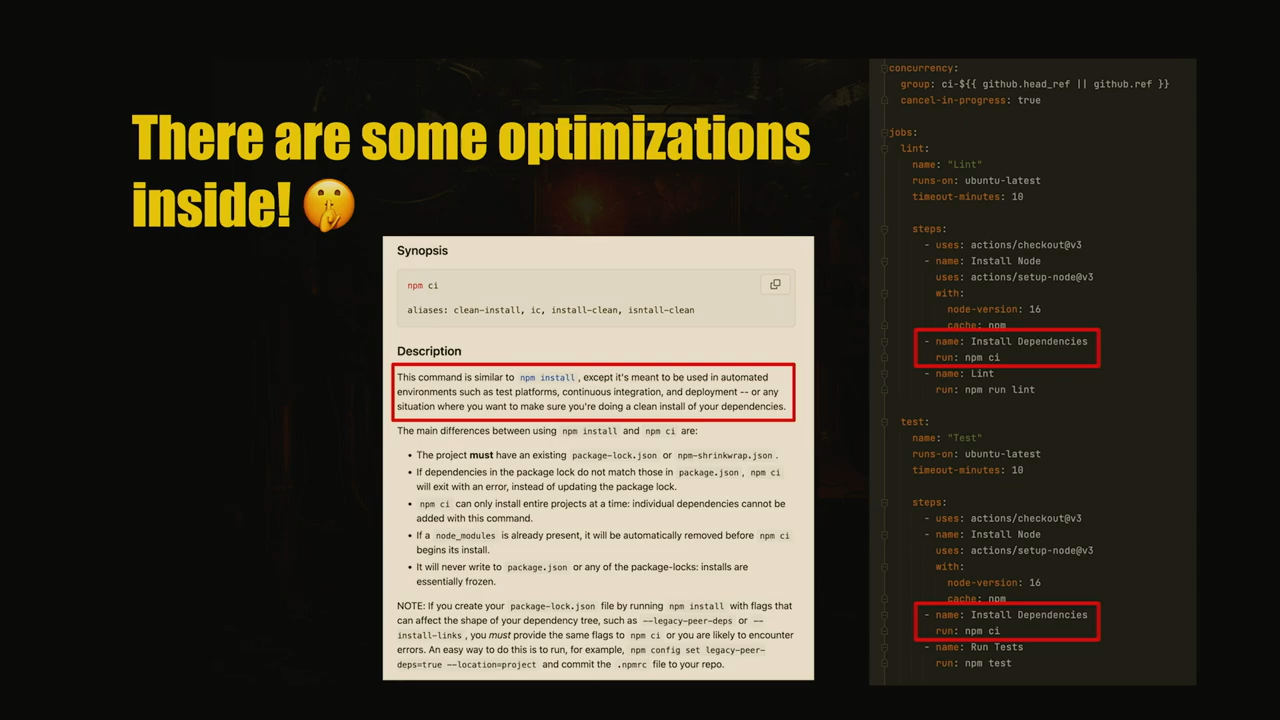 There are some optimizations
inside! 🤫
Synopsis
npm ci
aliases: clean-install, ic, install-clean, isntall-clean
Description
This command is similar to npm install, except it's meant to be used in automated
environments such as test platforms, continuous integration, and deployment -- or any
situation where you want to make sure you're doing a clean install of your dependencies.
The main differences between using npm install and npm ci are:
• The project must have an existing package-lock.json or npm-shrinkwrap.json.
• If dependencies in the package lock do not match those in package.json, npm ci
will exit with an error, instead of updating the package lock.
• npm ci can only install entire projects at a time: individual dependencies cannot be
added with this command.
• If a node_modules is already present, it will be automatically removed before npm ci
begins its install.
• It will never write to package.json or any of the package-locks: installs are
essentially frozen.
NOTE: If you create your package-lock.json file by running npm install with flags that
can affect the shape of your dependency tree, such as --legacy-peer-deps or --
install-links, you must provide the same flags to npm ci or you are likely to encounter
errors. An easy way to do this is to run, for example, npm config set legacy-peer-
deps=true --location=project and commit the .npmrc file to your repo.
concurrency:
group: ci-${{ github.head_ref || github.ref }}
cancel-in-progress: true
jobs:
lint:
name: "Lint"
runs-on: ubuntu-latest
timeout-minutes: 10
steps:
- uses: actions/checkout@v3
- name: Install Node
uses: actions/setup-node@v3
with:
node-version: 16
cache: npm
- name: Install Dependencies
run: npm ci
- name: Lint
run: npm run lint
test:
name: "Test"
runs-on: ubuntu-latest
timeout-minutes: 10
steps:
- uses: actions/checkout@v3
- name: Install Node
uses: actions/setup-node@v3
with:
node-version: 16
cache: npm
- name: Install Dependencies
run: npm ci
- name: Run Tests
run: npm test